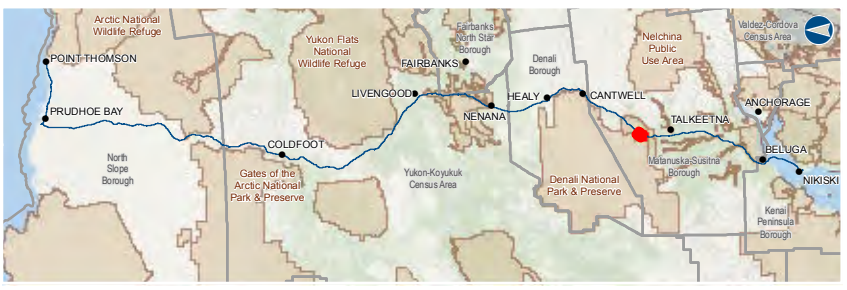 Arctic National
Wildlife Refuge
POINT THOMSON
PRUDHOE BAY
North
Slope
Borough
COLDFOOT
Gates of the
Arctic National
Park & Preserve
Yukon Flats
National
Wildlife Refuge
LIVENGOOD
FAIRBANKS
Fairbanks
North Star
Borough
NENANA
Yukon-Koyukuk
Census Area
Denali
Borough
HEALY
CANTWELL
Denali National
Park & Preserve
Nelchina
Public
Use Area
TALKEETNA
Matanuska-Susitna
Borough
Valdez-Cordova
Census Area
ANCHORAGE
BELUGA
NIKISKI
Kenai
Peninsula
Borough